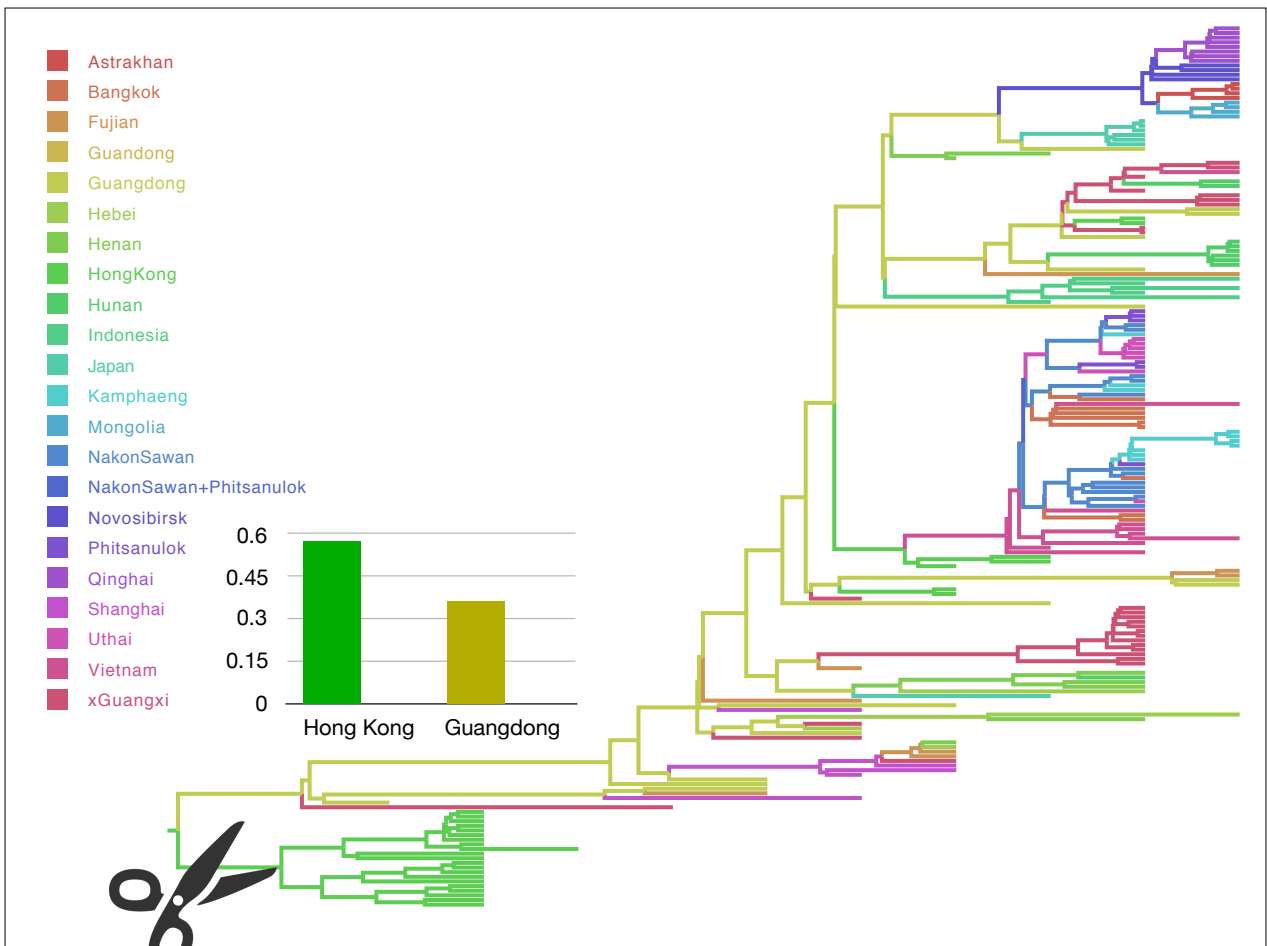 Astrakhan
Bangkok
Fujian
Guandong
Guangdong
Hebei
Henan
HongKong
Hunan
Indonesia
Japan
Kamphaeng
Mongolia
NakonSawan
NakonSawan+Phitsanulok
Novosibirsk
Phitsanulok
Qinghai
Shanghai
Uthai
Vietnam
xGuangxi
0.6
0.45
0.3
0.15
0
Hong Kong Guangdong